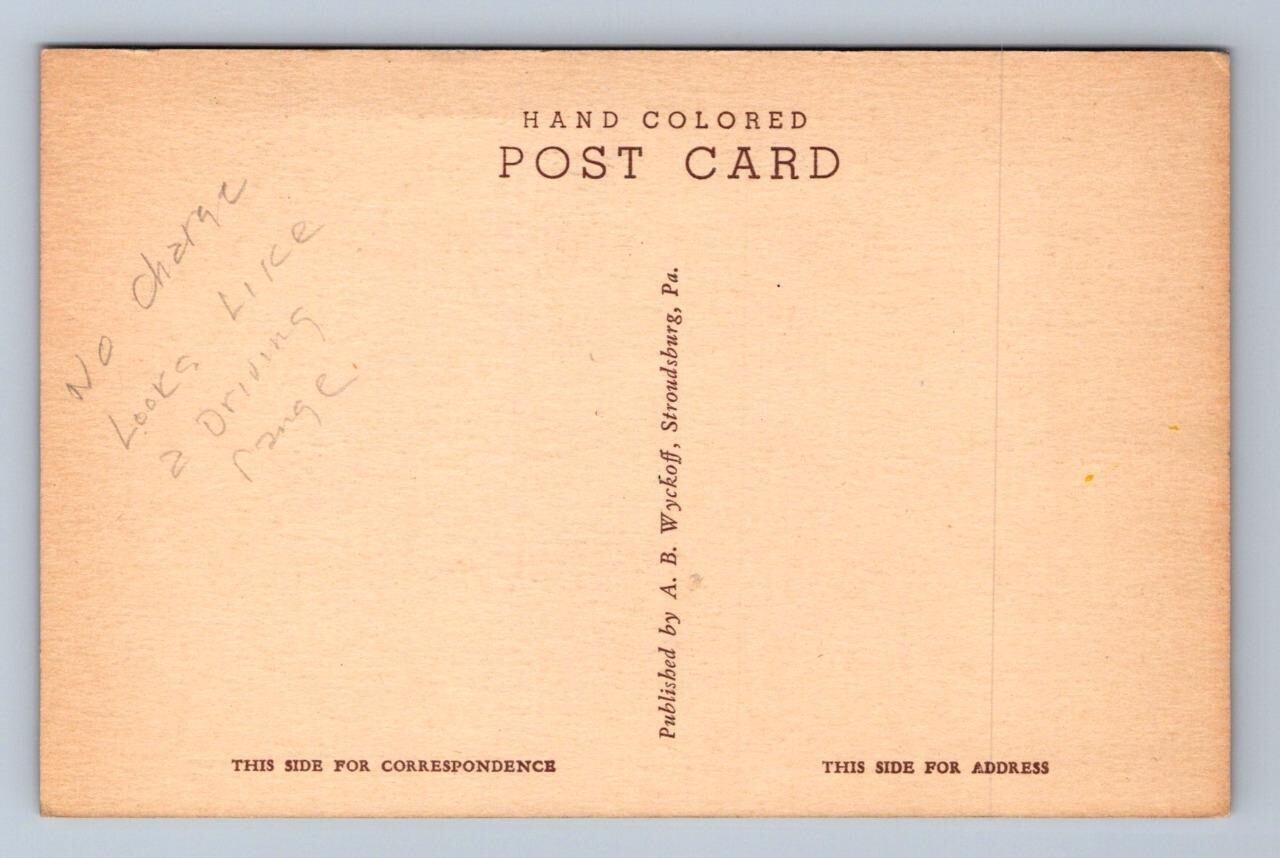 HAND COLORED
POST CARD
No Charge
Looks Like
a Driving
range
Published by A. B. Wyckoff, Stroudsburg, Pa.
THIS SIDE FOR CORRESPONDENCE
THIS SIDE FOR ADDRESS